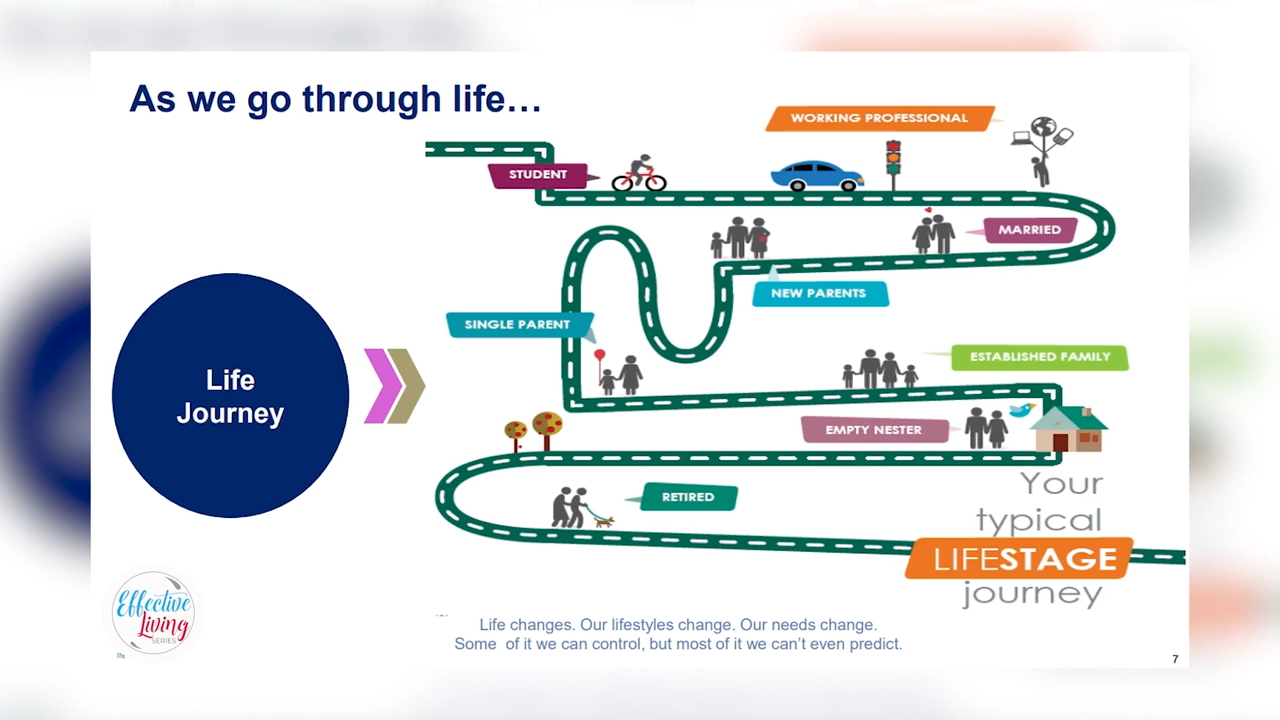 As we go through life…
WORKING PROFESSIONAL
STUDENT
MARRIED
NEW PARENTS
SINGLE PARENT
ESTABLISHED FAMILY
Life
Journey
EMPTY NESTER
RETIRED
Your
typical
LIFESTAGE
journey
Effective
Living
SERIES
Life changes. Our lifestyles change. Our needs change.
Some of it we can control, but most of it we can't even predict.
7